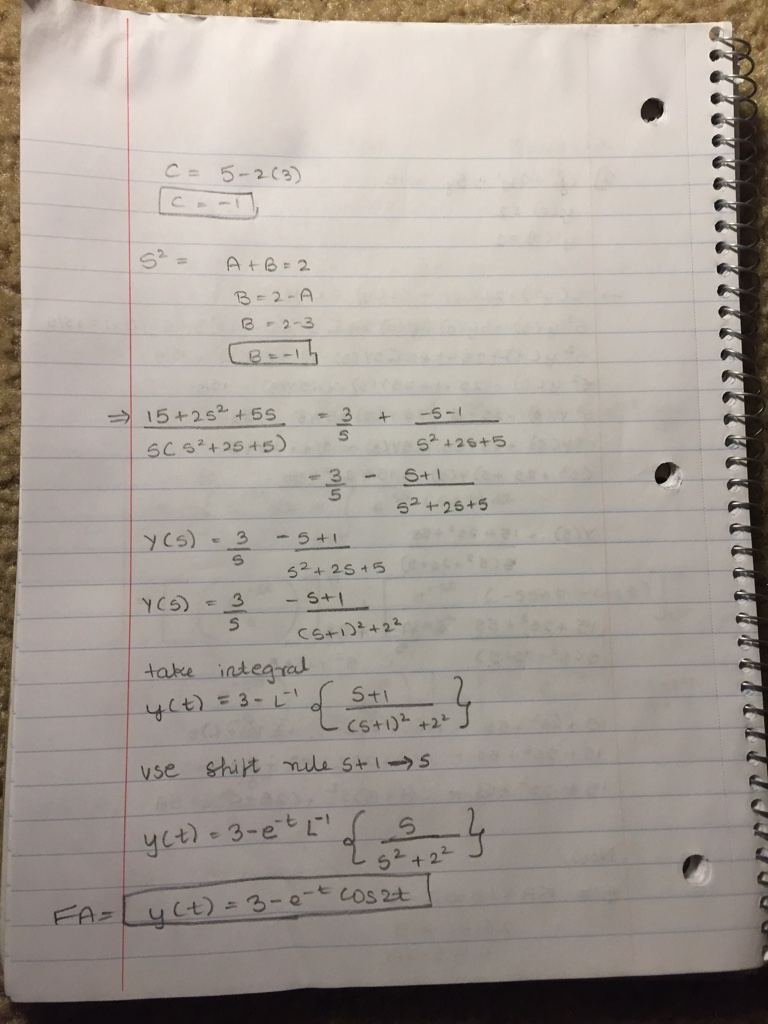 C = 5-2(3)
C = -1
S² = A+B=2
B=2-A
B = 2-3
B=-1
⇒ 15+2s²+5s / s(s²+2s+5) = 3/s + -s-1 / s²+2s+5
= 3/s - s+1 / s²+2s+5
Y(s) = 3/s - s+1 / s²+2s+5
Y(s) = 3/s - s+1 / (s+1)²+2²
take integral
y(t) = 3- L⁻¹ { s+1 / (s+1)²+2² }
use shift rule s+1 → s
y(t) = 3-e⁻ᵗ L⁻¹ { s / s²+2² }
FA= y(t) = 3-e⁻ᵗ cos2t